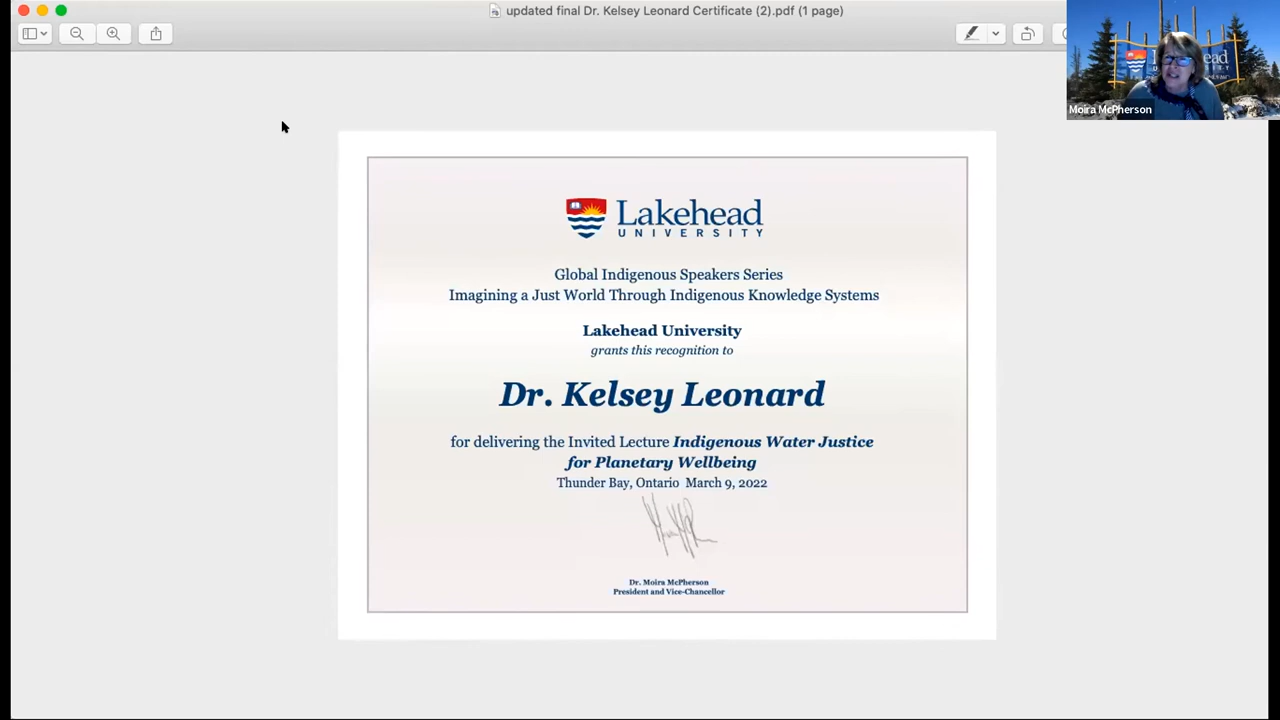 updated final Dr. Kelsey Leonard Certificate (2).pdf (1 page)
Lakehead
Moira McPherson
Lakehead
UNIVERSITY
Global Indigenous Speakers Series
Imagining a Just World Through Indigenous Knowledge Systems
Lakehead University
grants this recognition to
Dr. Kelsey Leonard
for delivering the Invited Lecture Indigenous Water Justice
for Planetary Wellbeing
Thunder Bay, Ontario March 9, 2022
Dr. Moira McPherson
President and Vice-Chancellor